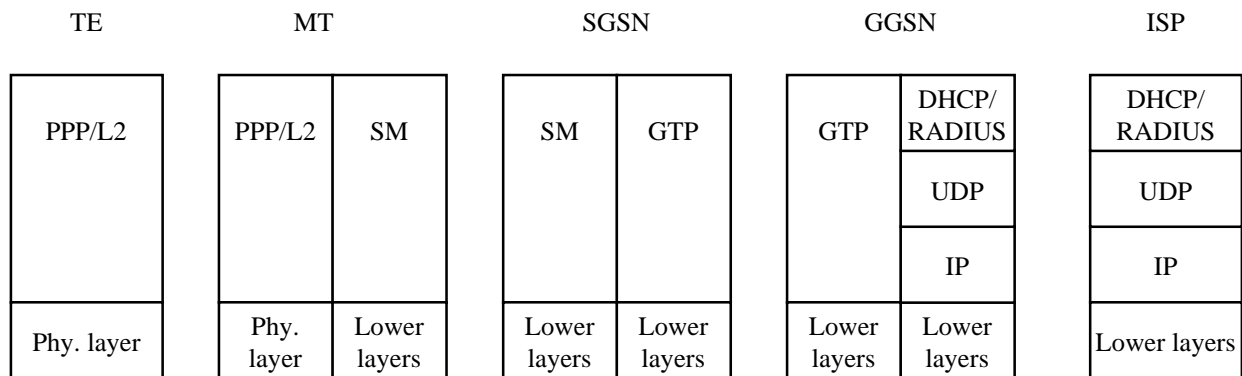 TE MT SGSN GGSN ISP
PPP/L2 PPP/L2 SM SM GTP GTP DHCP/ DHCP/
RADIUS RADIUS
UDP UDP
IP IP
Phy. layer Phy. Lower Lower Lower Lower Lower Lower layers
layer layers layers layers layers layers